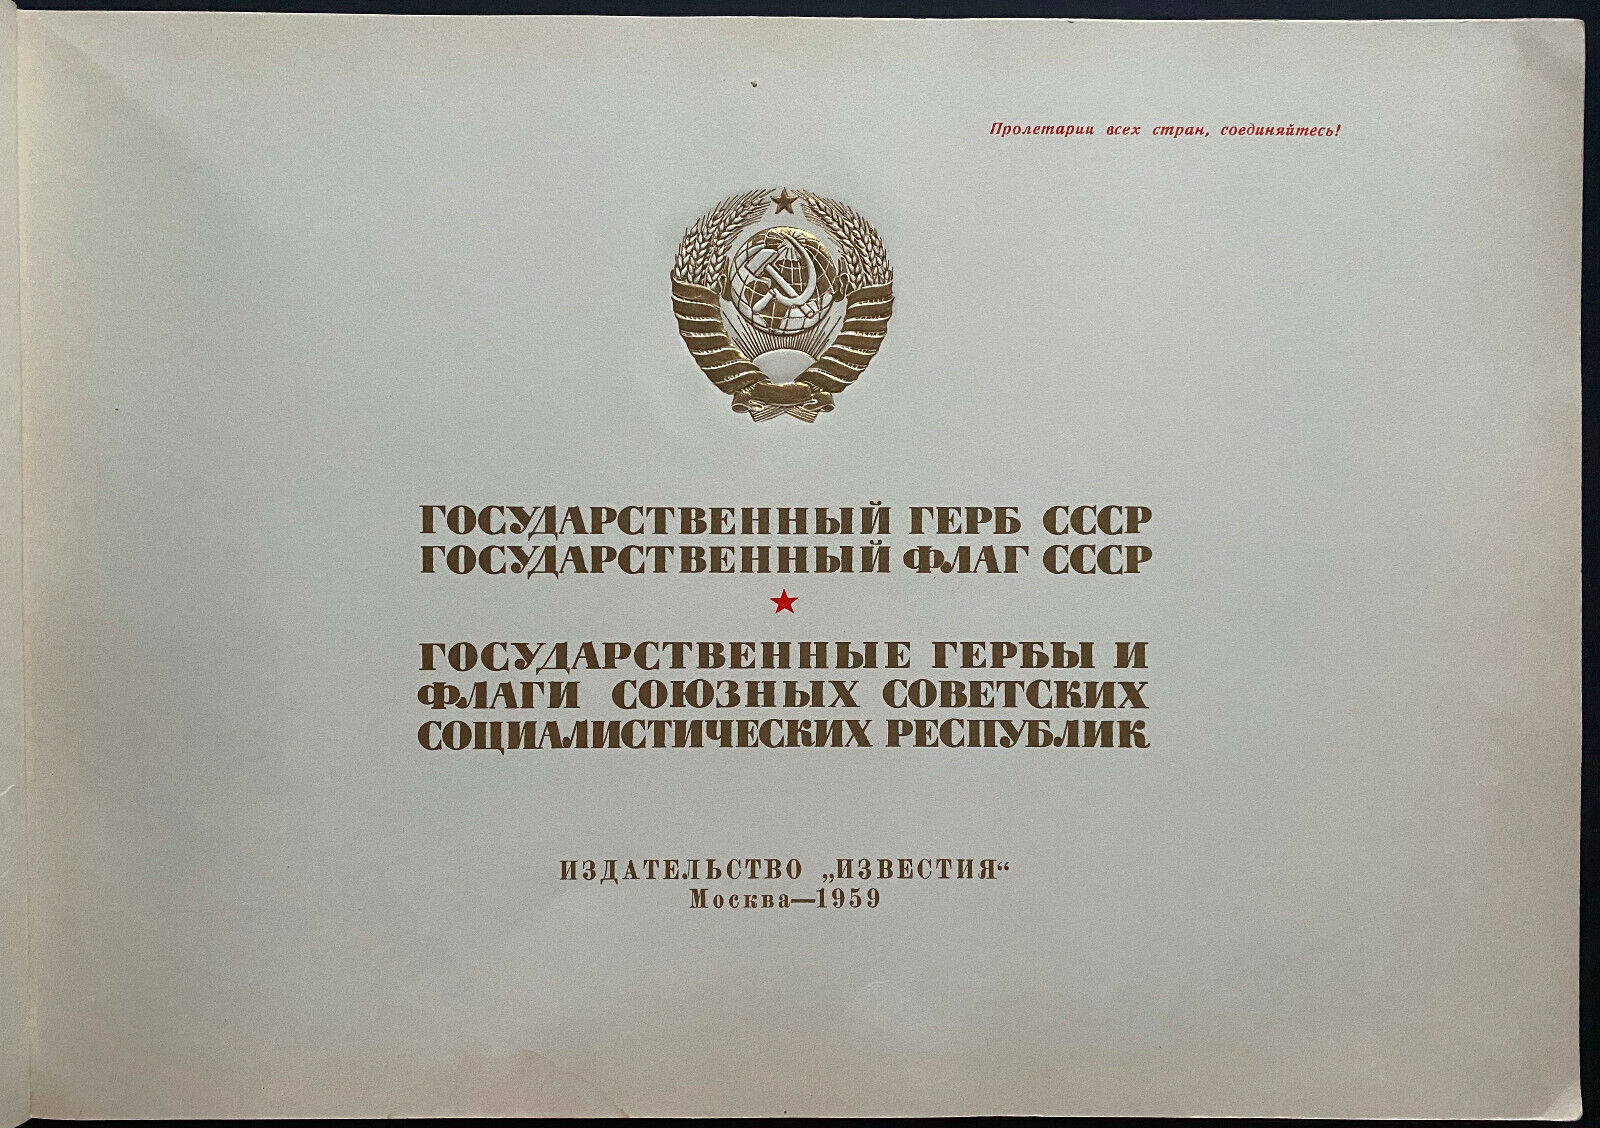 Пролетарии всех стран, соединяйтесь!
ГОСУДАРСТВЕННЫЙ ГЕРБ СССР
ГОСУДАРСТВЕННЫЙ ФЛАГ СССР
ГОСУДАРСТВЕННЫЕ ГЕРБЫ И
ФЛАГИ СОЮЗНЫХ СОВЕТСКИХ
СОЦИАЛИСТИЧЕСКИХ РЕСПУБЛИК
ИЗДАТЕЛЬСТВО „ИЗВЕСТИЯ“
Москва—1959